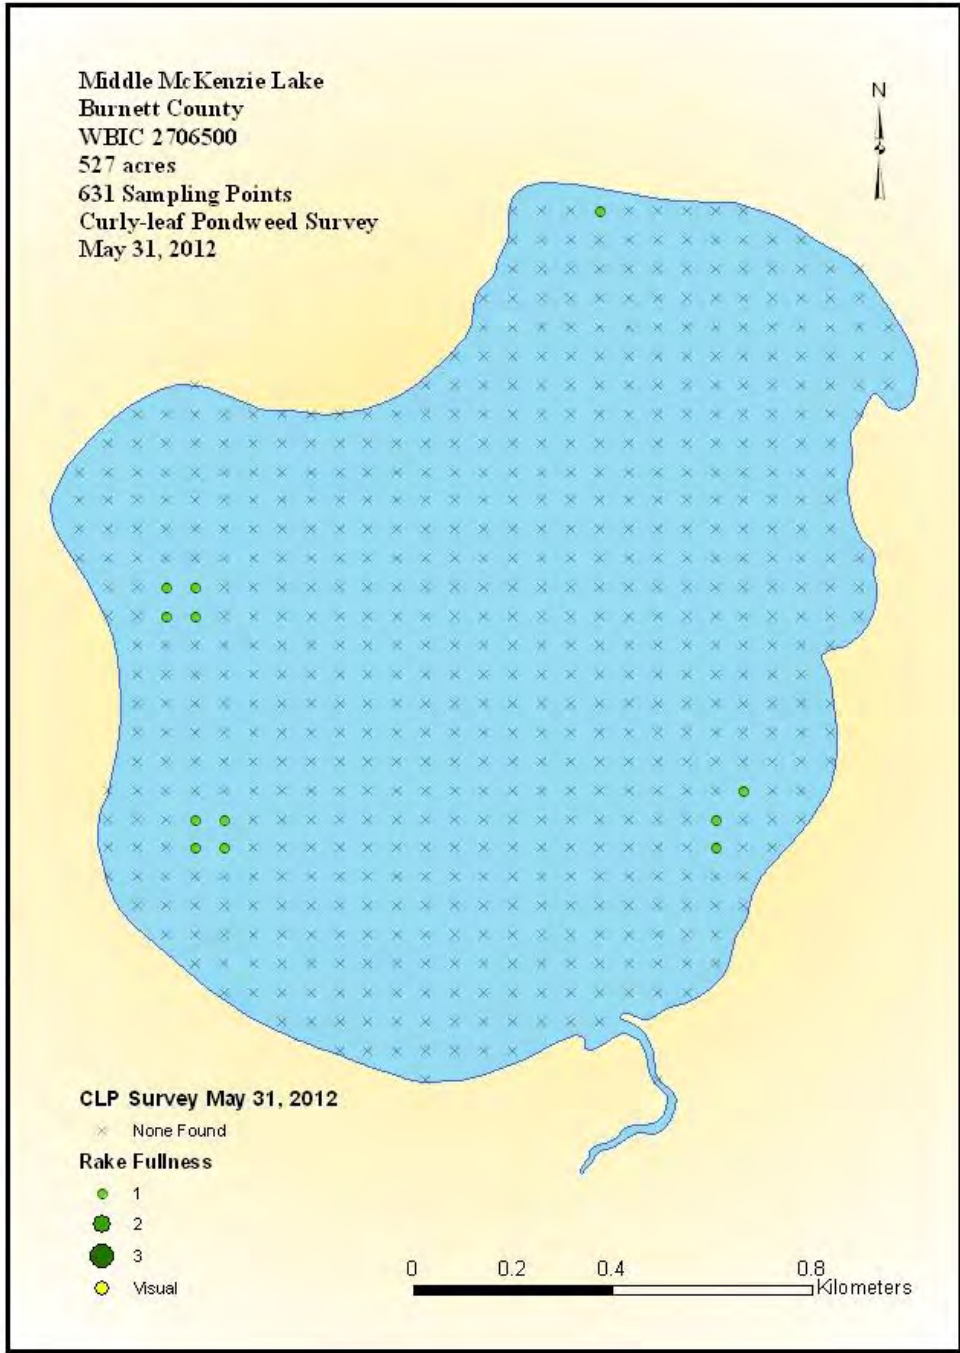 Middle McKenzie Lake
Burnett County
WBIC 2706500
527 acres
631 Sampling Points
Curly-leaf Pondweed Survey
May 31, 2012
N
CLP Survey May 31, 2012
None Found
Rake Fullness
1
2
3
Visual
0 0.2 0.4 0.8
Kilometers